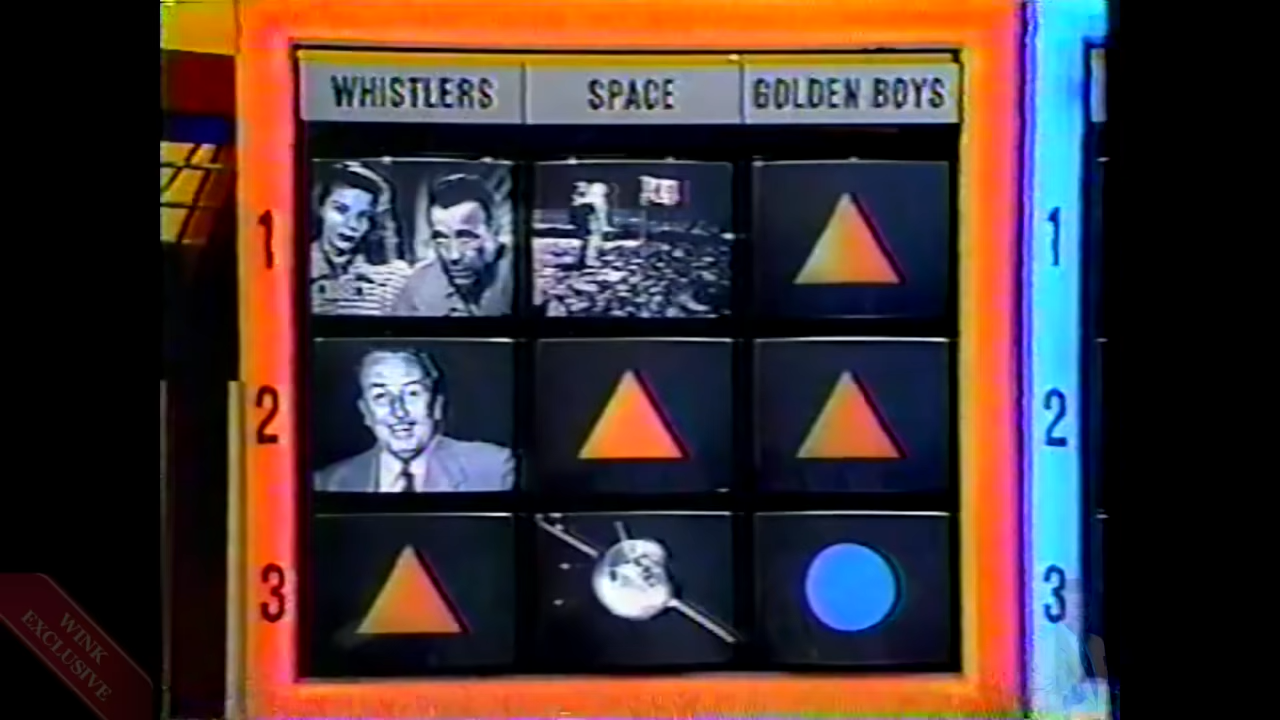 WHISTLERS SPACE GOLDEN BOYS
1 1
2 2
3 3
WINK
EXCLUSIVE